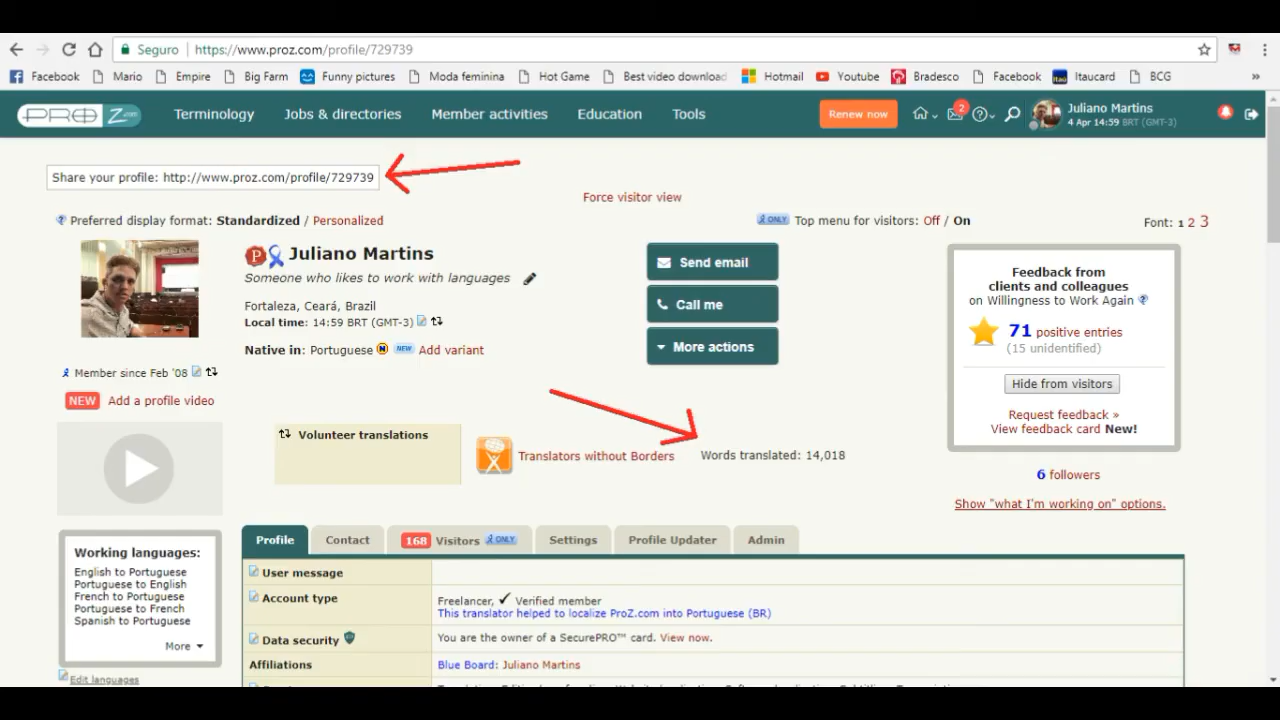 Seguro https://www.proz.com/profile/729739
Facebook Mario Empire Big Farm Funny pictures Moda feminina Hot Game Best video download Hotmail Youtube Bradesco Facebook Itaucard BCG »
PROZ.com Terminology Jobs & directories Member activities Education Tools Renew now 2 Juliano Martins
4 Apr 14:59 BRT (GMT-3)
Share your profile: http://www.proz.com/profile/729739
Force visitor view
Preferred display format: Standardized / Personalized ONLY Top menu for visitors: Off / On Font: 1 2 3
P Juliano Martins
Someone who likes to work with languages
Fortaleza, Ceará, Brazil
Local time: 14:59 BRT (GMT-3)
Native in: Portuguese N NEW Add variant
Send email
Call me
More actions
Feedback from
clients and colleagues
on Willingness to Work Again
71 positive entries
(15 unidentified)
Hide from visitors
Request feedback »
View feedback card New!
6 followers
Show "what I'm working on" options.
Member since Feb '08
NEW Add a profile video
Volunteer translations
Translators without Borders Words translated: 14,018
Working languages:
English to Portuguese
Portuguese to English
French to Portuguese
Portuguese to French
Spanish to Portuguese
More
Edit languages
Profile Contact 168 Visitors ONLY Settings Profile Updater Admin
User message
Account type Freelancer, Verified member
This translator helped to localize ProZ.com into Portuguese (BR)
Data security You are the owner of a SecurePRO™ card. View now.
Affiliations Blue Board: Juliano Martins